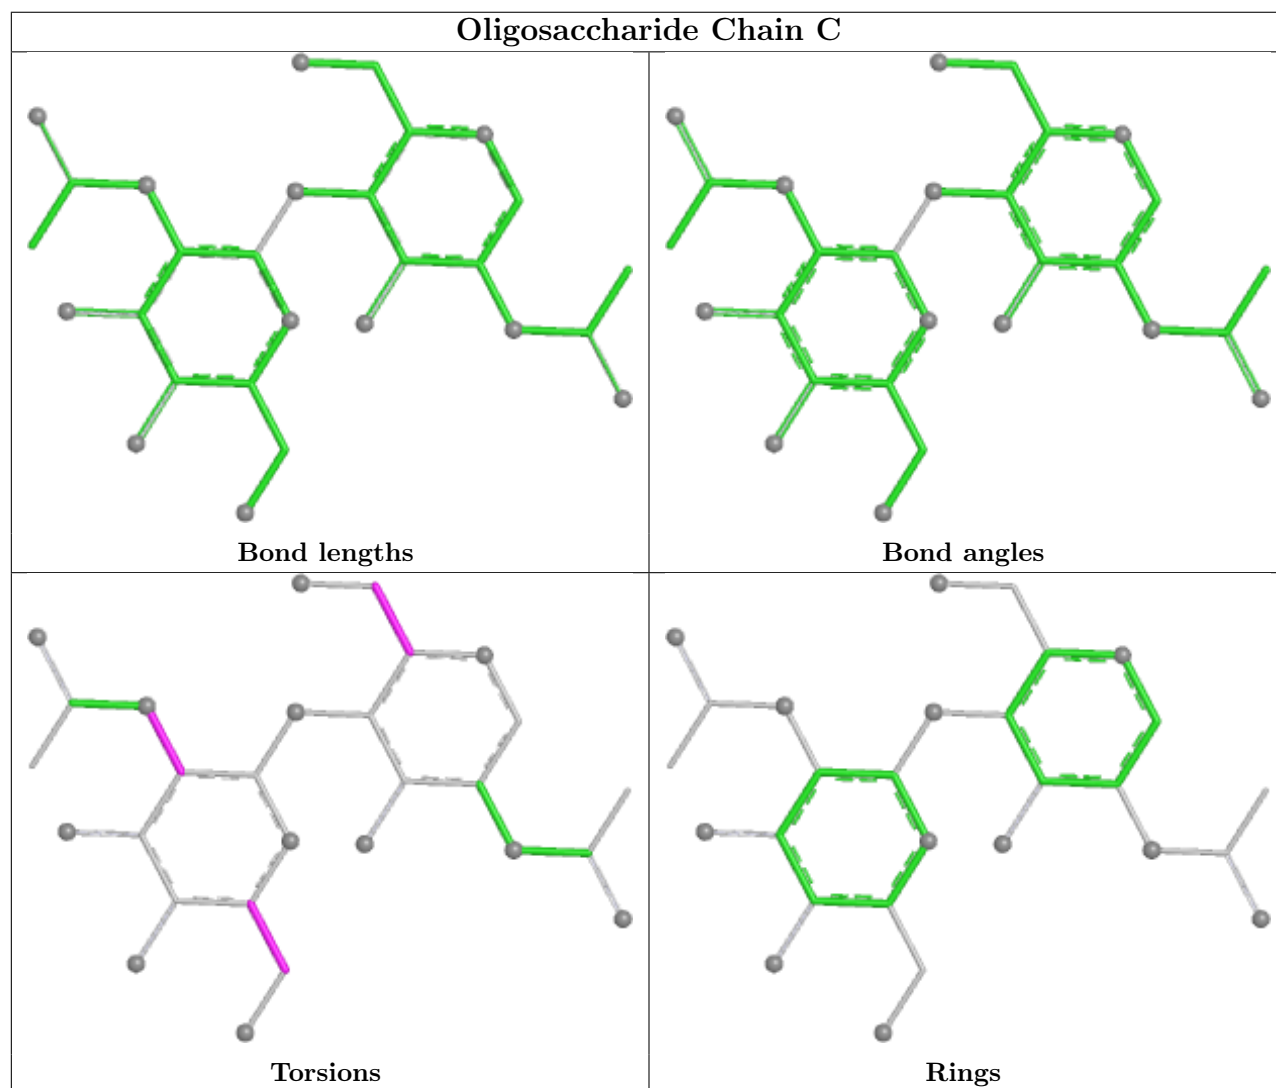 Oligosaccharide Chain C
Bond lengths
Bond angles
Torsions
Rings